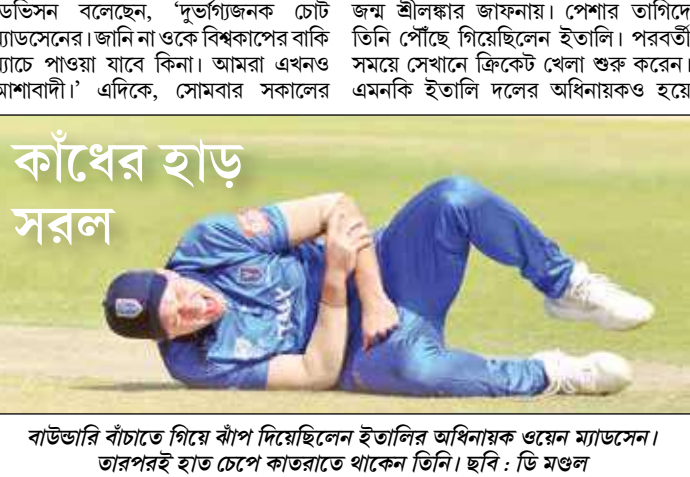 ডেভিসন বলেছেন, ‘দুর্ভাগ্যজনক চোট
ম্যাডসেনের। জানি না ওকে বিশ্বকাপের বাকি
ম্যাচে পাওয়া যাবে কিনা। আমরা এখনও
আশাবাদী।’ এদিকে, সোমবার সকালের
জন্ম শ্রীলঙ্কার জাফনায়। পেশার তাগিদে
তিনি পৌঁছে গিয়েছিলেন ইতালি। পরবর্তী
সময়ে সেখানে ক্রিকেট খেলা শুরু করেন।
এমনকি ইতালি দলের অধিনায়কও হয়ে
কাঁধের হাড়
সরল
বাউন্ডারি বাঁচাতে গিয়ে ঝাঁপ দিয়েছিলেন ইতালির অধিনায়ক ওয়েন ম্যাডসেন।
তারপরই হাত চেপে কাতরাতে থাকেন তিনি। ছবি : ডি মণ্ডল